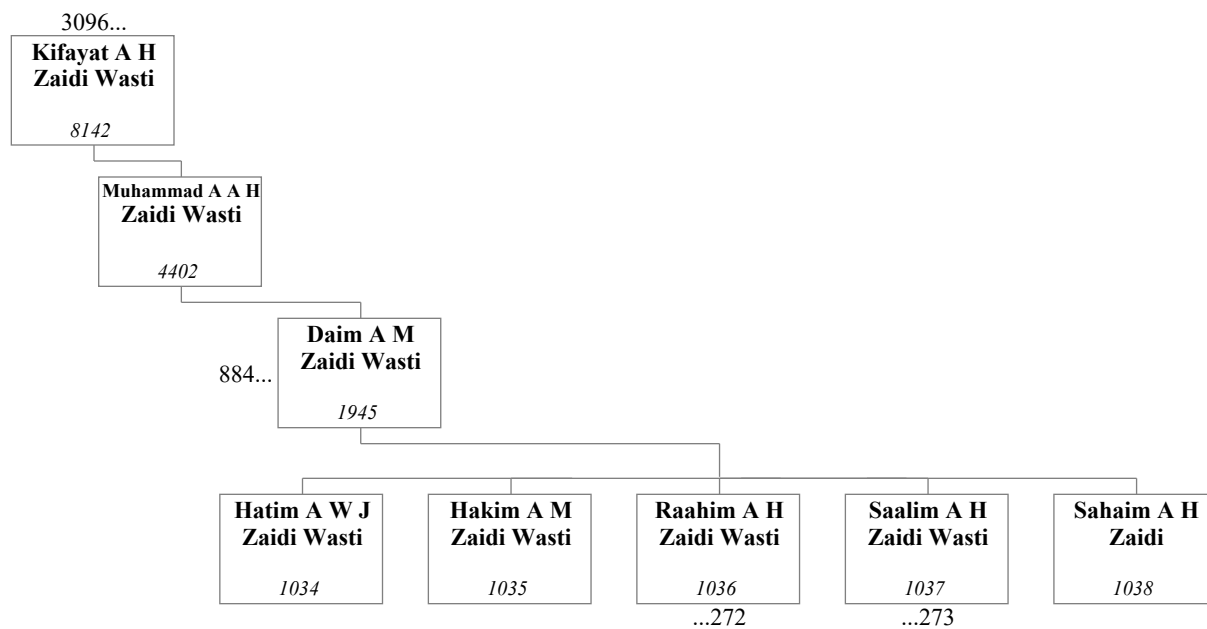 3096...
Kifayat A H
Zaidi Wasti
8142
Muhammad A A H
Zaidi Wasti
4402
Daim A M
Zaidi Wasti
884...
1945
Hatim A W J
Zaidi Wasti
1034
Hakim A M
Zaidi Wasti
1035
Raahim A H
Zaidi Wasti
1036
...272
Saalim A H
Zaidi Wasti
1037
...273
Sahaim A H
Zaidi
1038